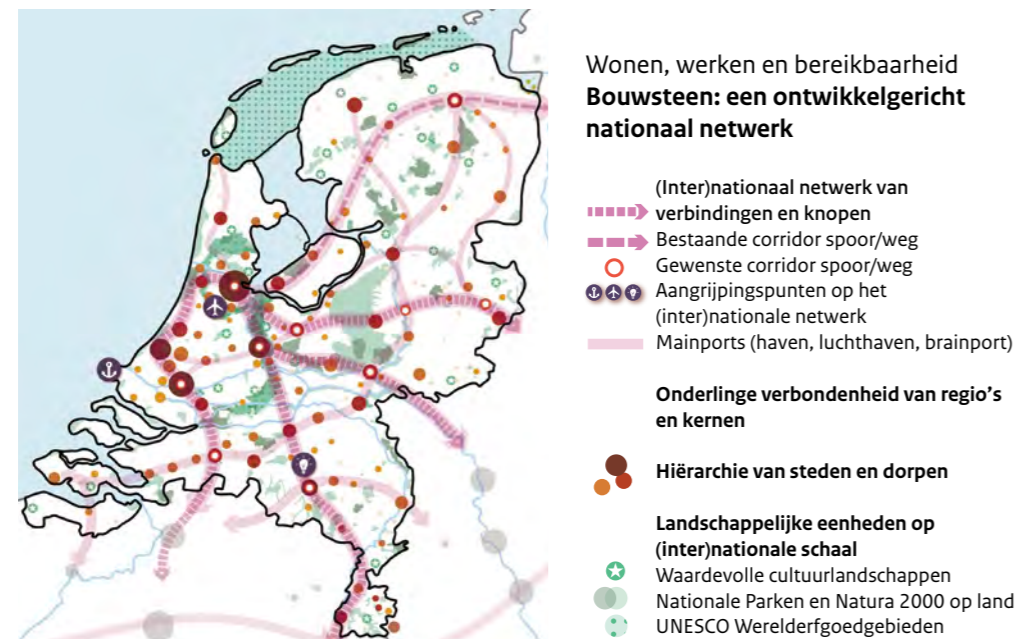 Wonen, werken en bereikbaarheid
Bouwsteen: een ontwikkelgericht
nationaal netwerk
(Inter)nationaal netwerk van
verbindingen en knopen
Bestaande corridor spoor/weg
Gewenste corridor spoor/weg
Aangrijpingspunten op het
(inter)nationale netwerk
Mainports (haven, luchthaven, brainport)
Onderlinge verbondenheid van regio’s
en kernen
Hiërarchie van steden en dorpen
Landschappelijke eenheden op
(inter)nationale schaal
Waardevolle cultuurlandschappen
Nationale Parken en Natura 2000 op land
UNESCO Werelderfgoedgebieden